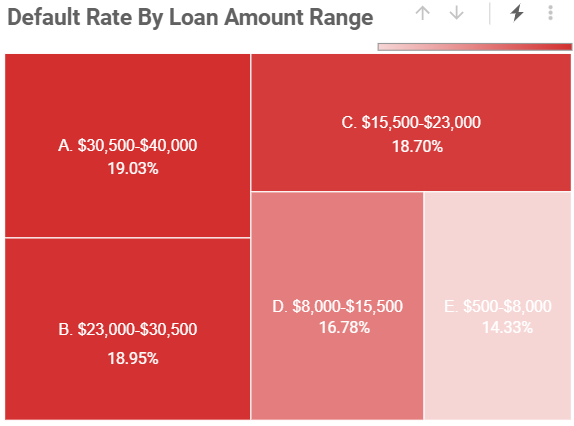 Default Rate By Loan Amount Range
A. $30,500-$40,000
19.03%
C. $15,500-$23,000
18.70%
B. $23,000-$30,500
18.95%
D. $8,000-$15,500
16.78%
E. $500-$8,000
14.33%